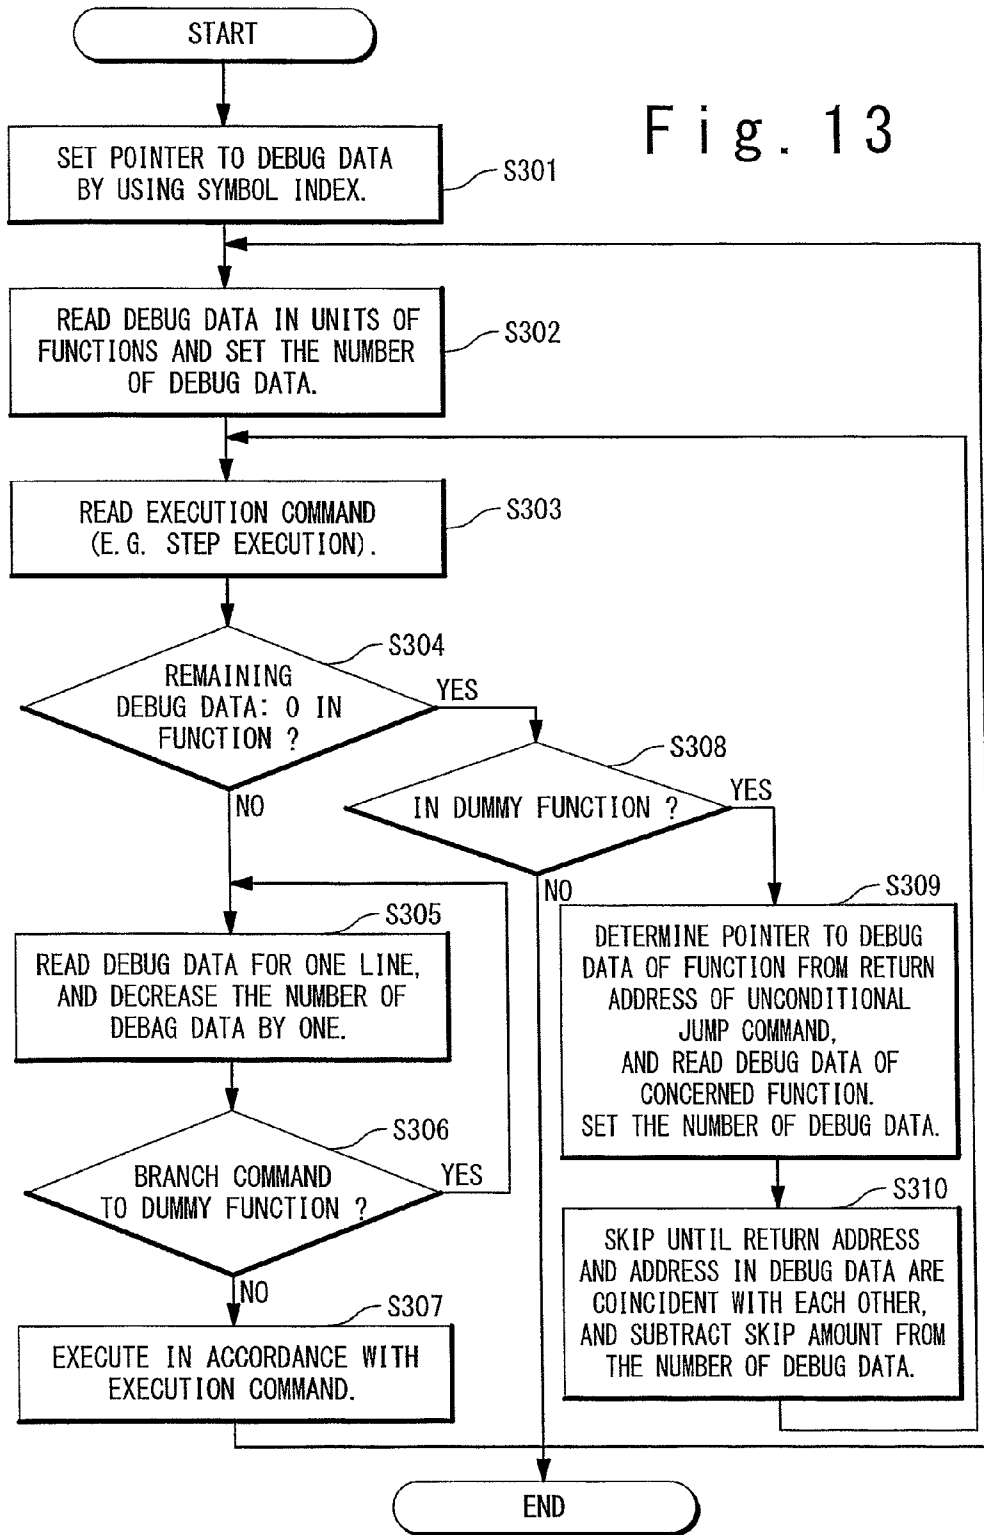 START
Fig. 13
SET POINTER TO DEBUG DATA
BY USING SYMBOL INDEX.
S301
READ DEBUG DATA IN UNITS OF
FUNCTIONS AND SET THE NUMBER
OF DEBUG DATA.
S302
READ EXECUTION COMMAND
(E.G. STEP EXECUTION).
S303
S304
REMAINING
DEBUG DATA: 0 IN
FUNCTION ?
YES
NO
S308
IN DUMMY FUNCTION ?
YES
NO
S305
READ DEBUG DATA FOR ONE LINE,
AND DECREASE THE NUMBER OF
DEBAG DATA BY ONE.
S306
BRANCH COMMAND
TO DUMMY FUNCTION ?
YES
NO
S307
EXECUTE IN ACCORDANCE WITH
EXECUTION COMMAND.
S309
DETERMINE POINTER TO DEBUG
DATA OF FUNCTION FROM RETURN
ADDRESS OF UNCONDITIONAL
JUMP COMMAND,
AND READ DEBUG DATA OF
CONCERNED FUNCTION.
SET THE NUMBER OF DEBUG DATA.
S310
SKIP UNTIL RETURN ADDRESS
AND ADDRESS IN DEBUG DATA ARE
COINCIDENT WITH EACH OTHER,
AND SUBTRACT SKIP AMOUNT FROM
THE NUMBER OF DEBUG DATA.
END